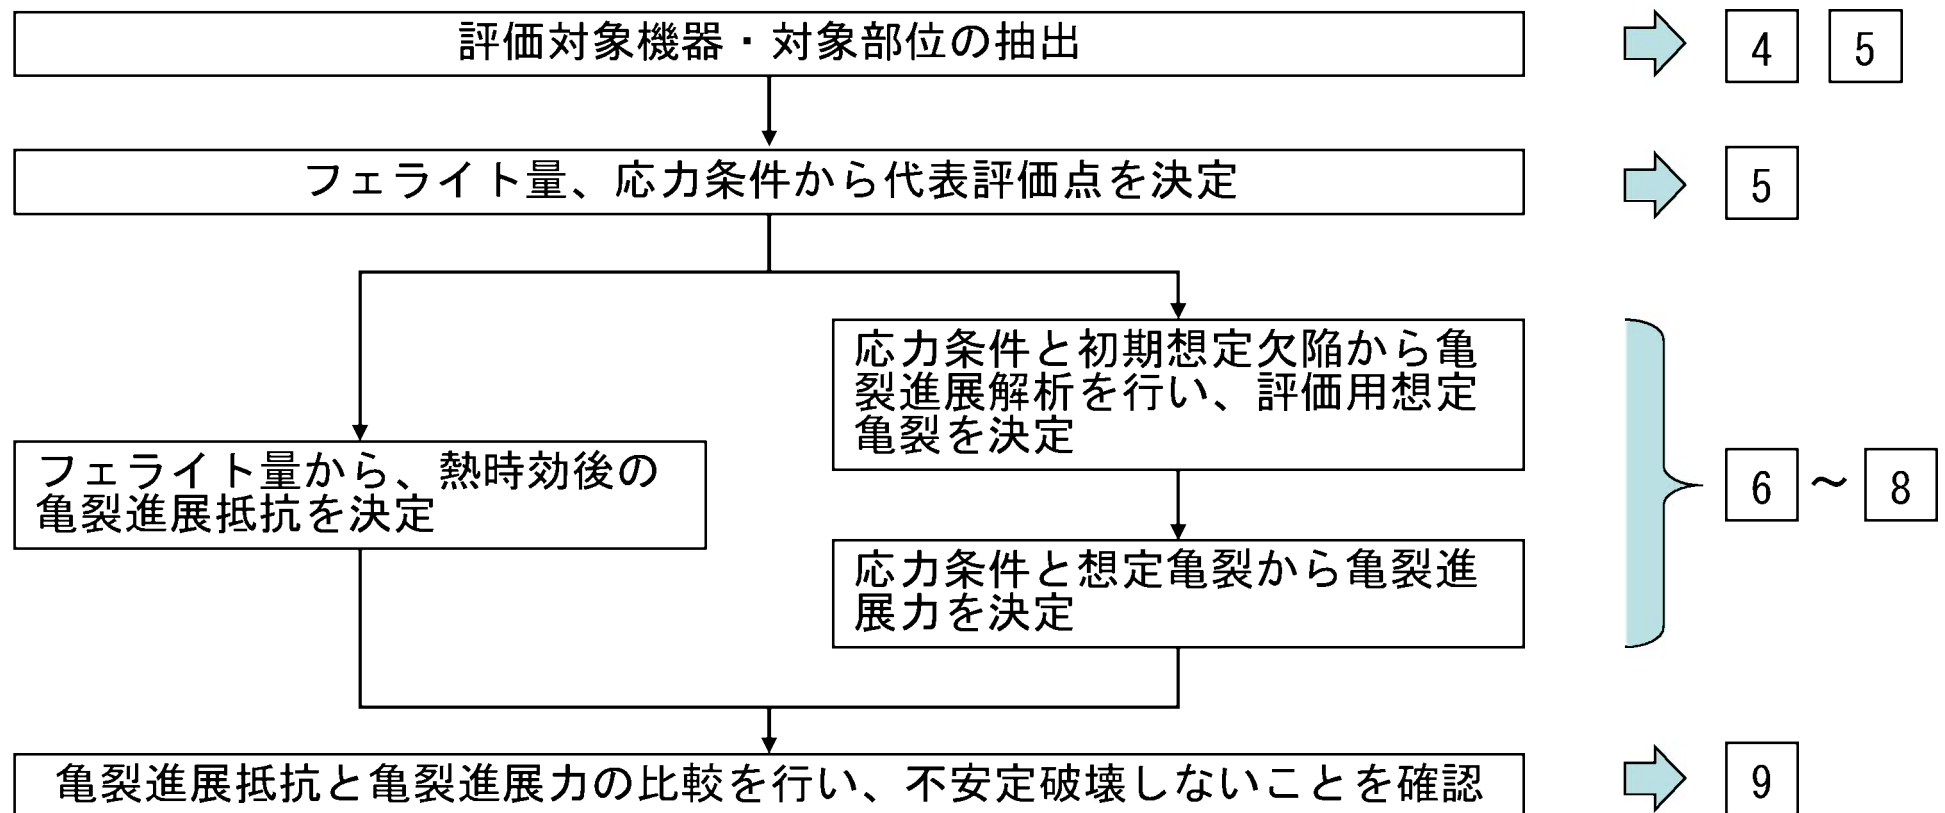 評価対象機器・対象部位の抽出
4 5
フェライト量、応力条件から代表評価点を決定
5
応力条件と初期想定欠陥から亀
裂進展解析を行い、評価用想定
亀裂を決定
フェライト量から、熱時効後の
亀裂進展抵抗を決定
6 ～ 8
応力条件と想定亀裂から亀裂進
展力を決定
亀裂進展抵抗と亀裂進展力の比較を行い、不安定破壊しないことを確認
9